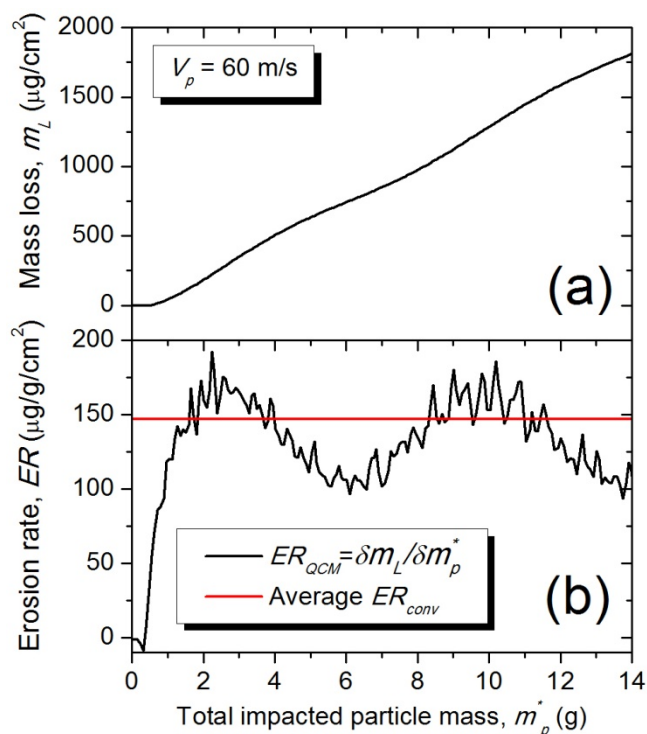 2000
1750
1500
1000
500
0
Mass loss, m_L (μg/cm²)
V_p = 60 m/s
(a)
200
150
100
50
0
Erosion rate, ER (μg/g/cm²)
ER_QCM=δm_L/δm*_p
Average ER_conv
(b)
0 2 4 6 8 10 12 14
Total impacted particle mass, m*_p (g)